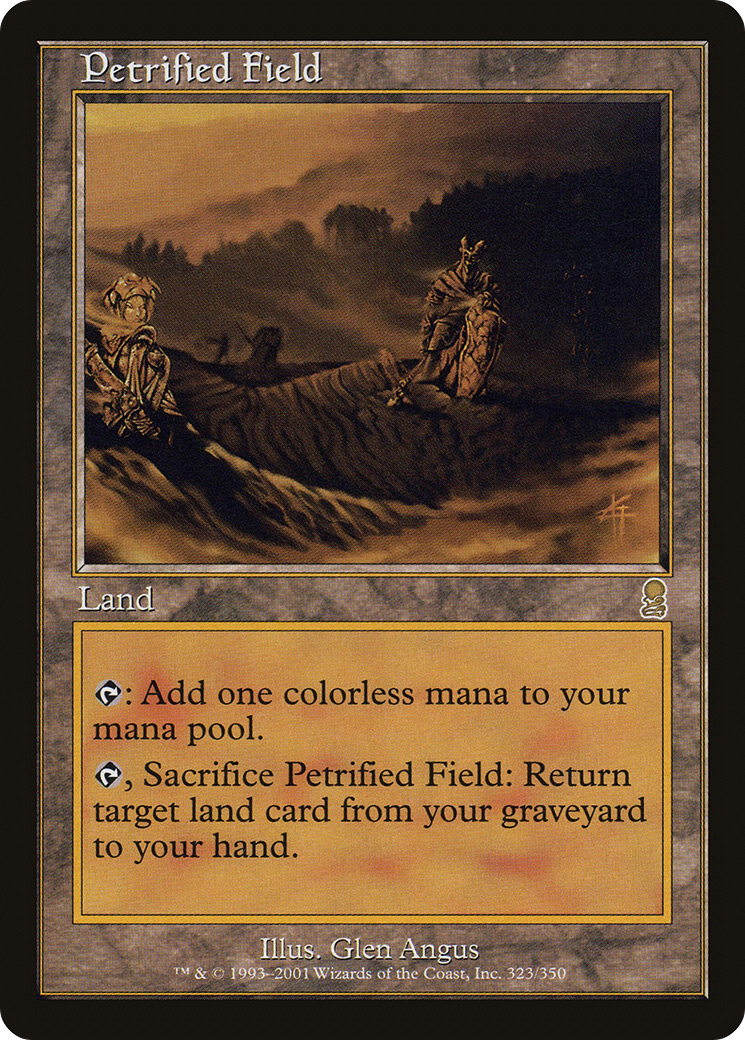 Petrified Field
Land
: Add one colorless mana to your
mana pool.
, Sacrifice Petrified Field: Return
target land card from your graveyard
to your hand.
Illus. Glen Angus
™ & © 1993–2001 Wizards of the Coast, Inc. 323/350